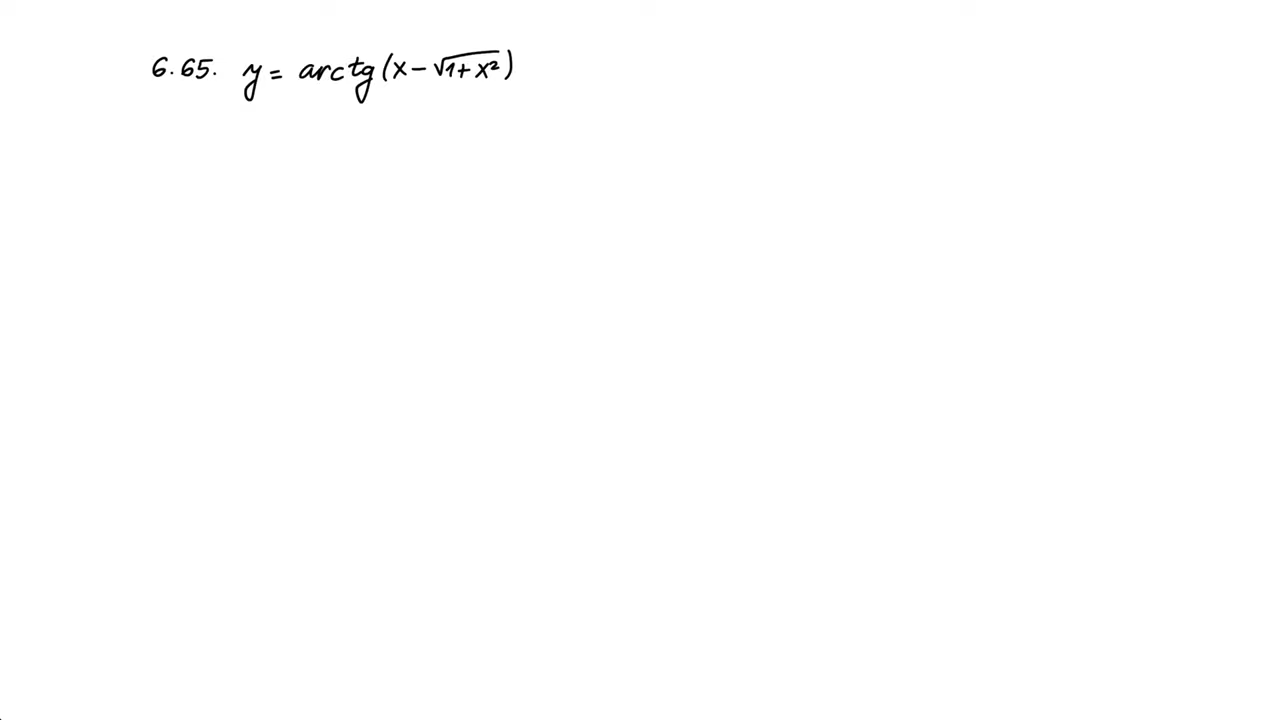 6.65. y = arctg(x - √1+x²)